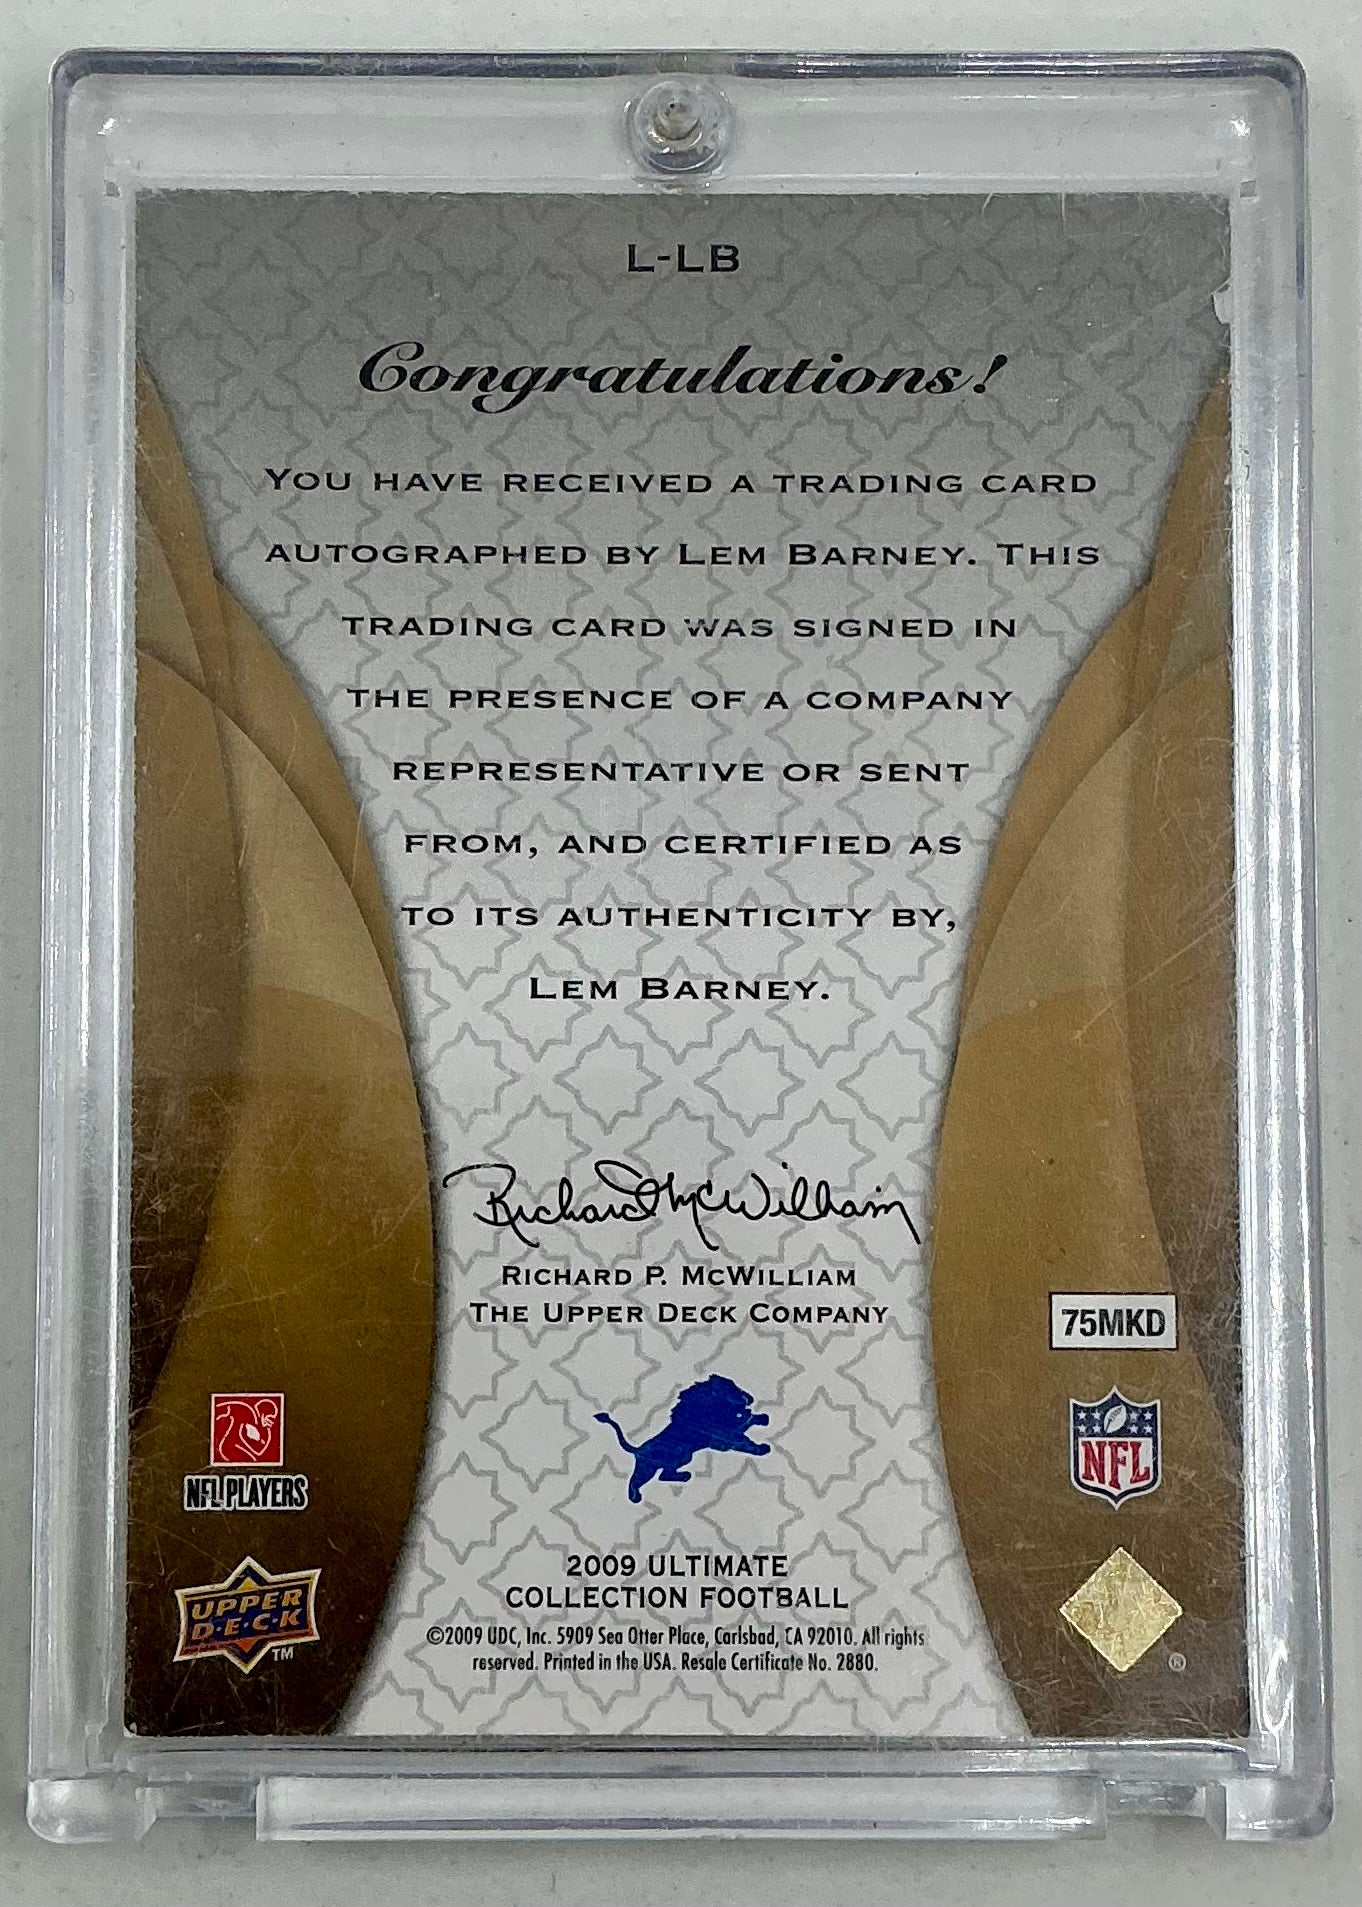 L-LB
Congratulations!
YOU HAVE RECEIVED A TRADING CARD
AUTOGRAPHED BY LEM BARNEY. THIS
TRADING CARD WAS SIGNED IN
THE PRESENCE OF A COMPANY
REPRESENTATIVE OR SENT
FROM, AND CERTIFIED AS
TO ITS AUTHENTICITY BY,
LEM BARNEY.
Richard McWilliam
RICHARD P. MCWILLIAM
THE UPPER DECK COMPANY
75MKD
NFL PLAYERS
NFL
UPPER
D·E·C·K
TM
2009 ULTIMATE
COLLECTION FOOTBALL
©2009 UDC, Inc. 5909 Sea Otter Place, Carlsbad, CA 92010. All rights
reserved. Printed in the USA. Resale Certificate No. 2880.
®